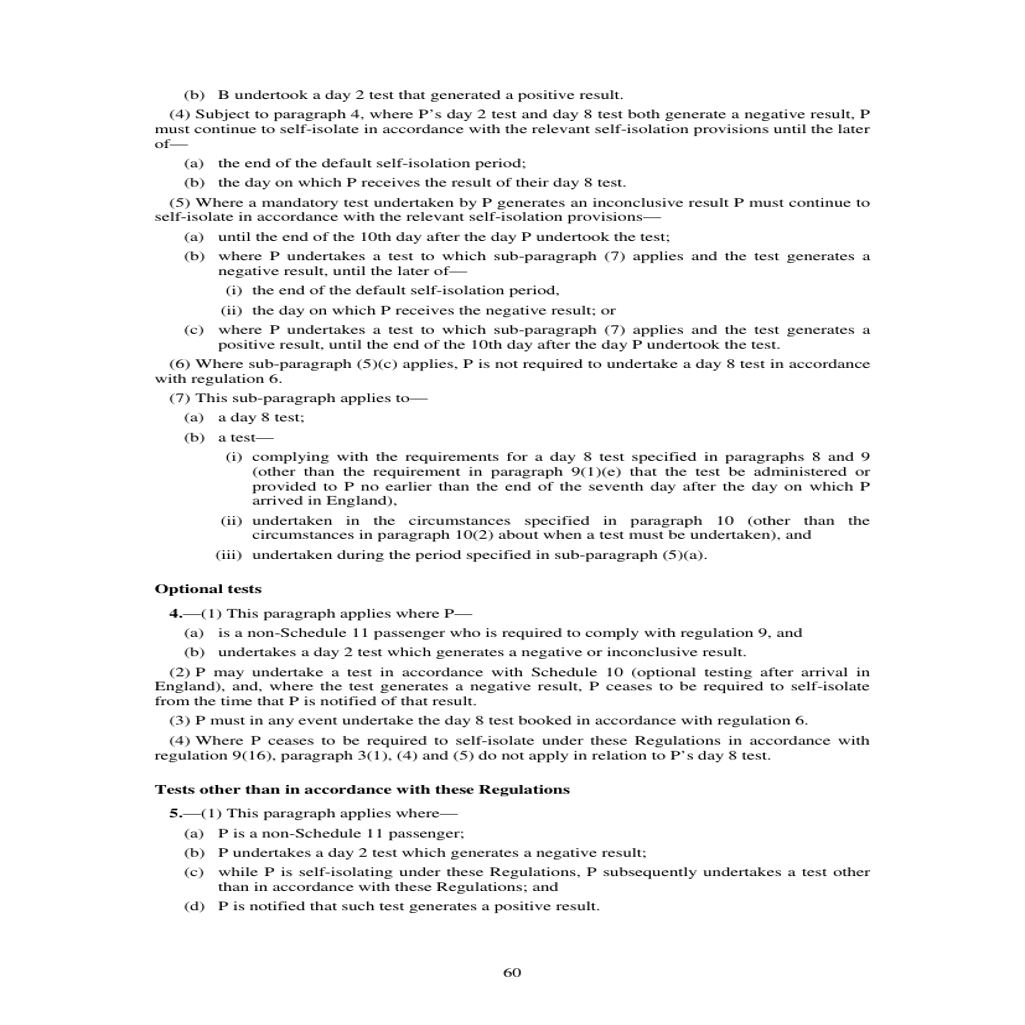 (b) B undertook a day 2 test that generated a positive result.
(4) Subject to paragraph 4, where P’s day 2 test and day 8 test both generate a negative result, P
must continue to self-isolate in accordance with the relevant self-isolation provisions until the later
of—
(a) the end of the default self-isolation period;
(b) the day on which P receives the result of their day 8 test.
(5) Where a mandatory test undertaken by P generates an inconclusive result P must continue to
self-isolate in accordance with the relevant self-isolation provisions—
(a) until the end of the 10th day after the day P undertook the test;
(b) where P undertakes a test to which sub-paragraph (7) applies and the test generates a
negative result, until the later of—
(i) the end of the default self-isolation period,
(ii) the day on which P receives the negative result; or
(c) where P undertakes a test to which sub-paragraph (7) applies and the test generates a
positive result, until the end of the 10th day after the day P undertook the test.
(6) Where sub-paragraph (5)(c) applies, P is not required to undertake a day 8 test in accordance
with regulation 6.
(7) This sub-paragraph applies to—
(a) a day 8 test;
(b) a test—
(i) complying with the requirements for a day 8 test specified in paragraphs 8 and 9
(other than the requirement in paragraph 9(1)(e) that the test be administered or
provided to P no earlier than the end of the seventh day after the day on which P
arrived in England),
(ii) undertaken in the circumstances specified in paragraph 10 (other than the
circumstances in paragraph 10(2) about when a test must be undertaken), and
(iii) undertaken during the period specified in sub-paragraph (5)(a).
Optional tests
4.—(1) This paragraph applies where P—
(a) is a non-Schedule 11 passenger who is required to comply with regulation 9, and
(b) undertakes a day 2 test which generates a negative or inconclusive result.
(2) P may undertake a test in accordance with Schedule 10 (optional testing after arrival in
England), and, where the test generates a negative result, P ceases to be required to self-isolate
from the time that P is notified of that result.
(3) P must in any event undertake the day 8 test booked in accordance with regulation 6.
(4) Where P ceases to be required to self-isolate under these Regulations in accordance with
regulation 9(16), paragraph 3(1), (4) and (5) do not apply in relation to P’s day 8 test.
Tests other than in accordance with these Regulations
5.—(1) This paragraph applies where—
(a) P is a non-Schedule 11 passenger;
(b) P undertakes a day 2 test which generates a negative result;
(c) while P is self-isolating under these Regulations, P subsequently undertakes a test other
than in accordance with these Regulations; and
(d) P is notified that such test generates a positive result.
60